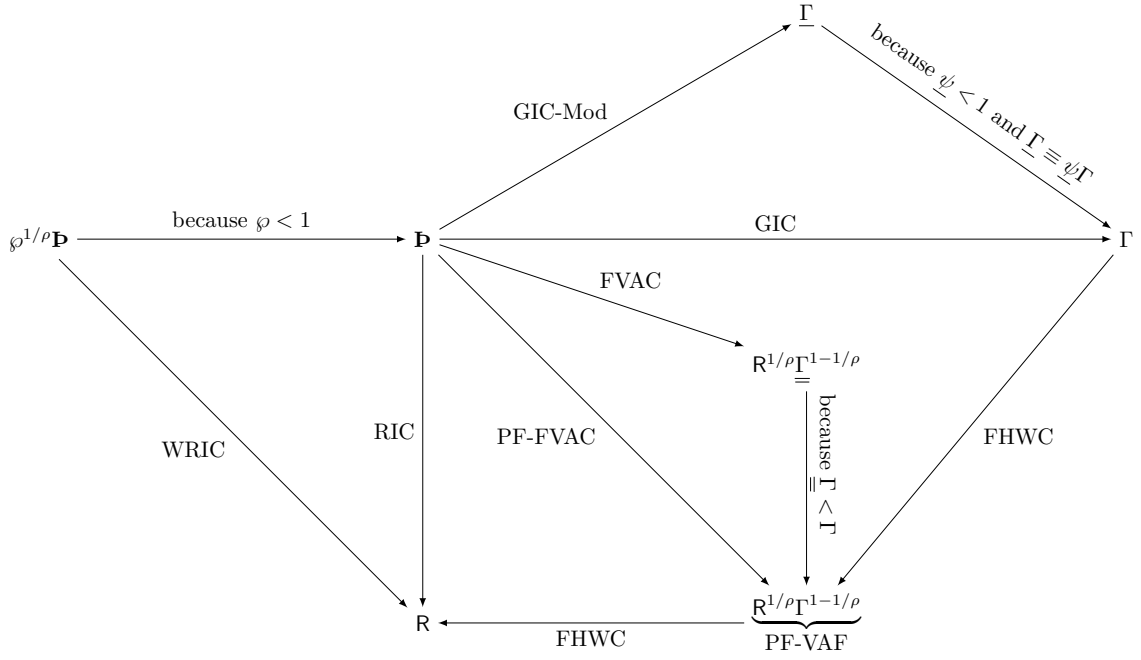 Γ̲
because ψ̲ < 1 and Γ̲ ≡ ψ̲Γ
GIC-Mod
℘^{1/ρ}Þ
because ℘ < 1
Þ
GIC
Γ
FVAC
R^{1/ρ}Γ̳^{1−1/ρ}
because Γ̳ < Γ
WRIC
RIC
PF-FVAC
FHWC
R
FHWC
R^{1/ρ}Γ^{1−1/ρ}
PF-VAF